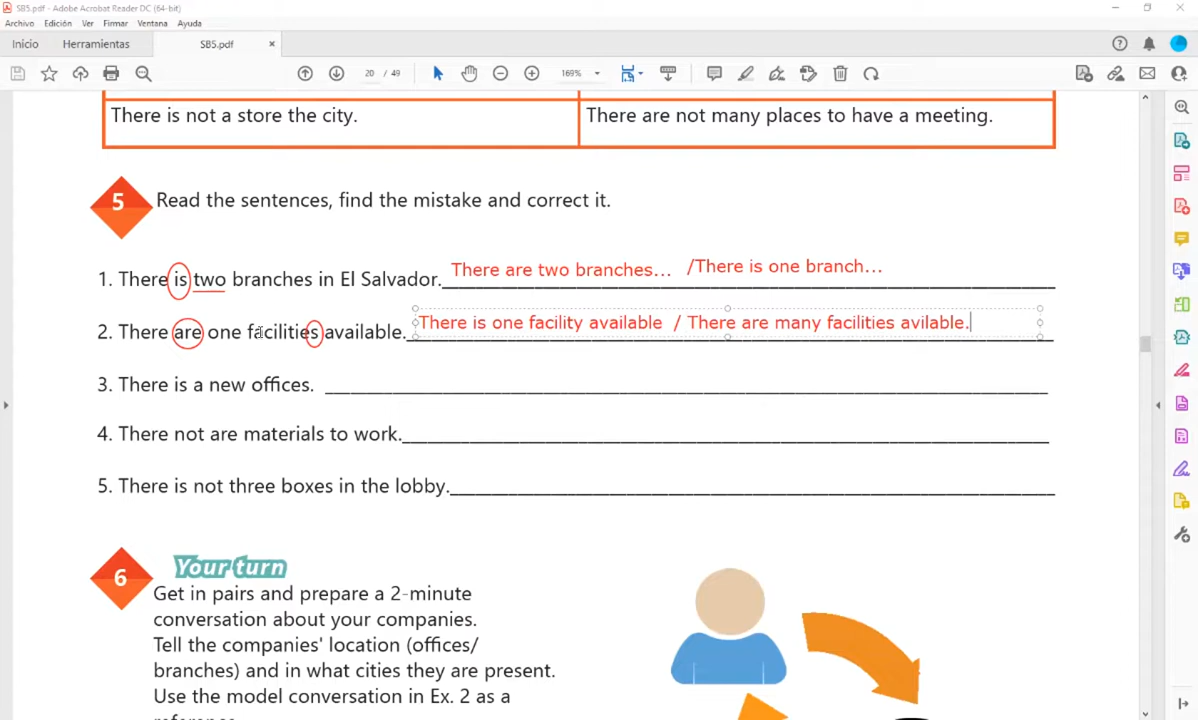 SB5.pdf - Adobe Acrobat Reader DC (64-bit)
Archivo Edición Ver Firmar Ventana Ayuda
Inicio Herramientas SB5.pdf ×
20 / 49 169%
There is not a store the city. There are not many places to have a meeting.
5 Read the sentences, find the mistake and correct it.
1. There is two branches in El Salvador. There are two branches... /There is one branch...
2. There are one facilities available. There is one facility available / There are many facilities avilable.
3. There is a new offices.
4. There not are materials to work.
5. There is not three boxes in the lobby.
6 Your turn
Get in pairs and prepare a 2-minute
conversation about your companies.
Tell the companies' location (offices/
branches) and in what cities they are present.
Use the model conversation in Ex. 2 as a